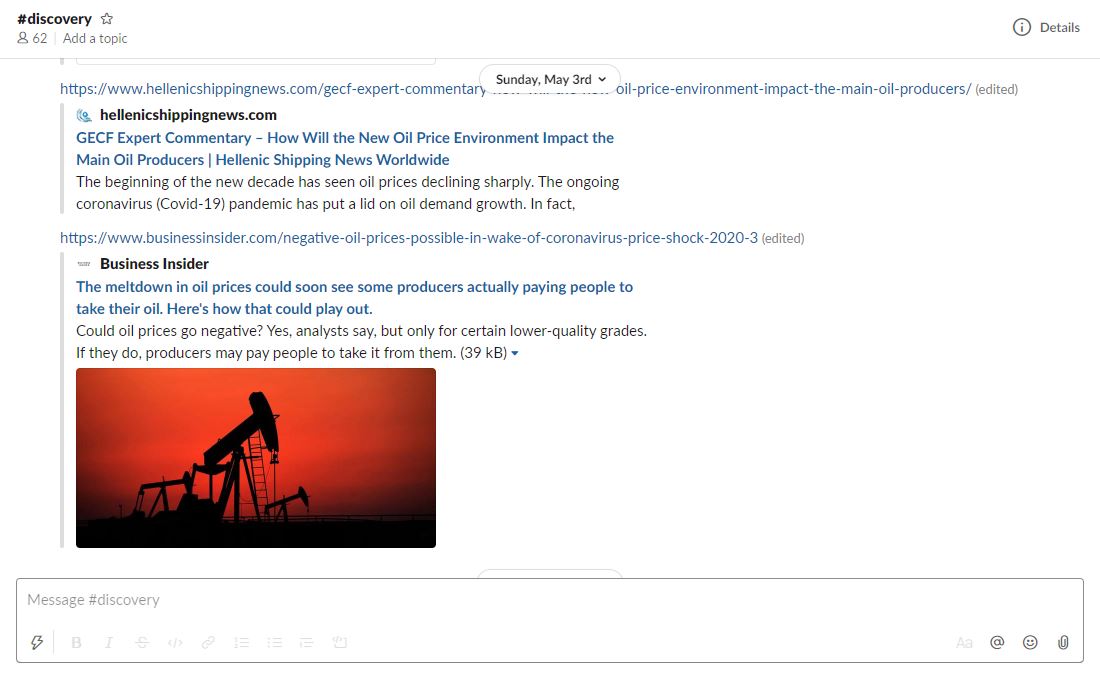 #discovery
62 Add a topic
Details
Sunday, May 3rd
https://www.hellenicshippingnews.com/gecf-expert-commentary- oil-price-environment-impact-the-main-oil-producers/ (edited)
hellenicshippingnews.com
GECF Expert Commentary – How Will the New Oil Price Environment Impact the
Main Oil Producers | Hellenic Shipping News Worldwide
The beginning of the new decade has seen oil prices declining sharply. The ongoing
coronavirus (Covid-19) pandemic has put a lid on oil demand growth. In fact,
https://www.businessinsider.com/negative-oil-prices-possible-in-wake-of-coronavirus-price-shock-2020-3 (edited)
Business Insider
The meltdown in oil prices could soon see some producers actually paying people to
take their oil. Here's how that could play out.
Could oil prices go negative? Yes, analysts say, but only for certain lower-quality grades.
If they do, producers may pay people to take it from them. (39 kB)
Message #discovery
B I S </> Aa @